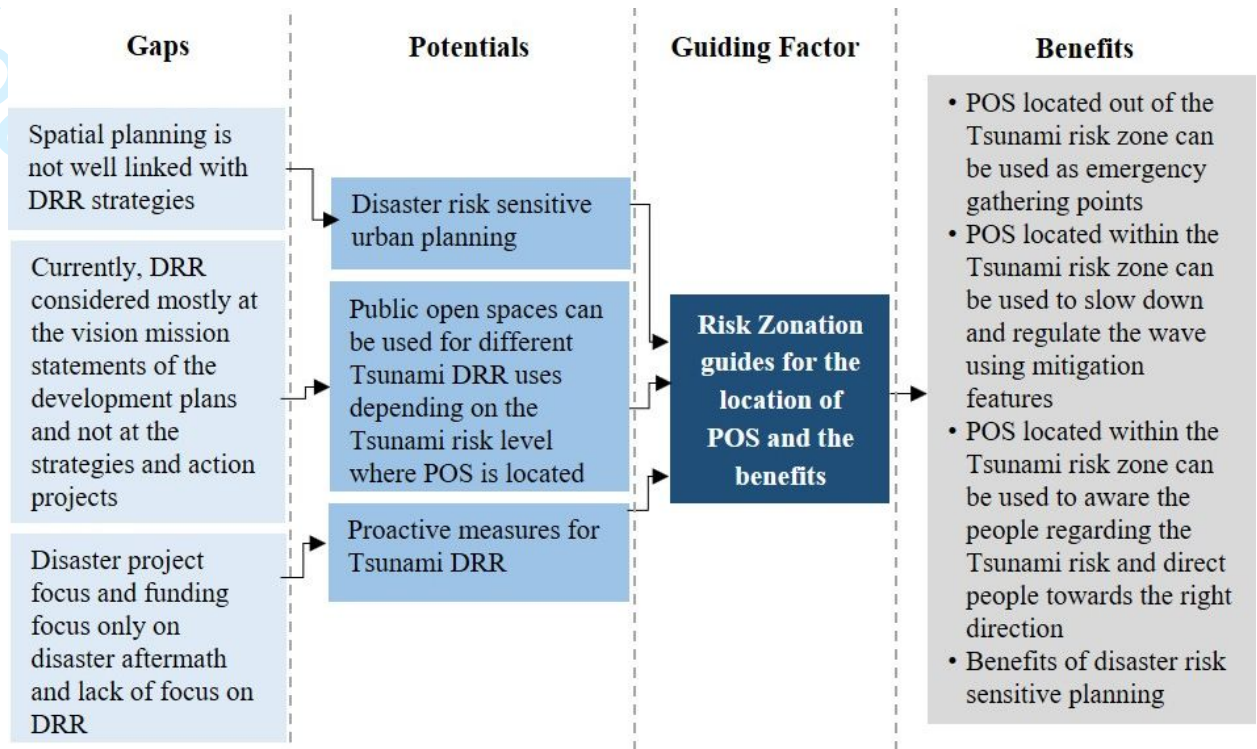 Gaps
Spatial planning is
not well linked with
DRR strategies
Currently, DRR
considered mostly at
the vision mission
statements of the
development plans
and not at the
strategies and action
projects
Disaster project
focus and funding
focus only on
disaster aftermath
and lack of focus on
DRR
Potentials
Disaster risk sensitive
urban planning
Public open spaces can
be used for different
Tsunami DRR uses
depending on the
Tsunami risk level
where POS is located
Proactive measures for
Tsunami DRR
Guiding Factor
Risk Zonation
guides for the
location of
POS and the
benefits
Benefits
• POS located out of the
Tsunami risk zone can
be used as emergency
gathering points
• POS located within the
Tsunami risk zone can
be used to slow down
and regulate the wave
using mitigation
features
• POS located within the
Tsunami risk zone can
be used to aware the
people regarding the
Tsunami risk and direct
people towards the right
direction
• Benefits of disaster risk
sensitive planning